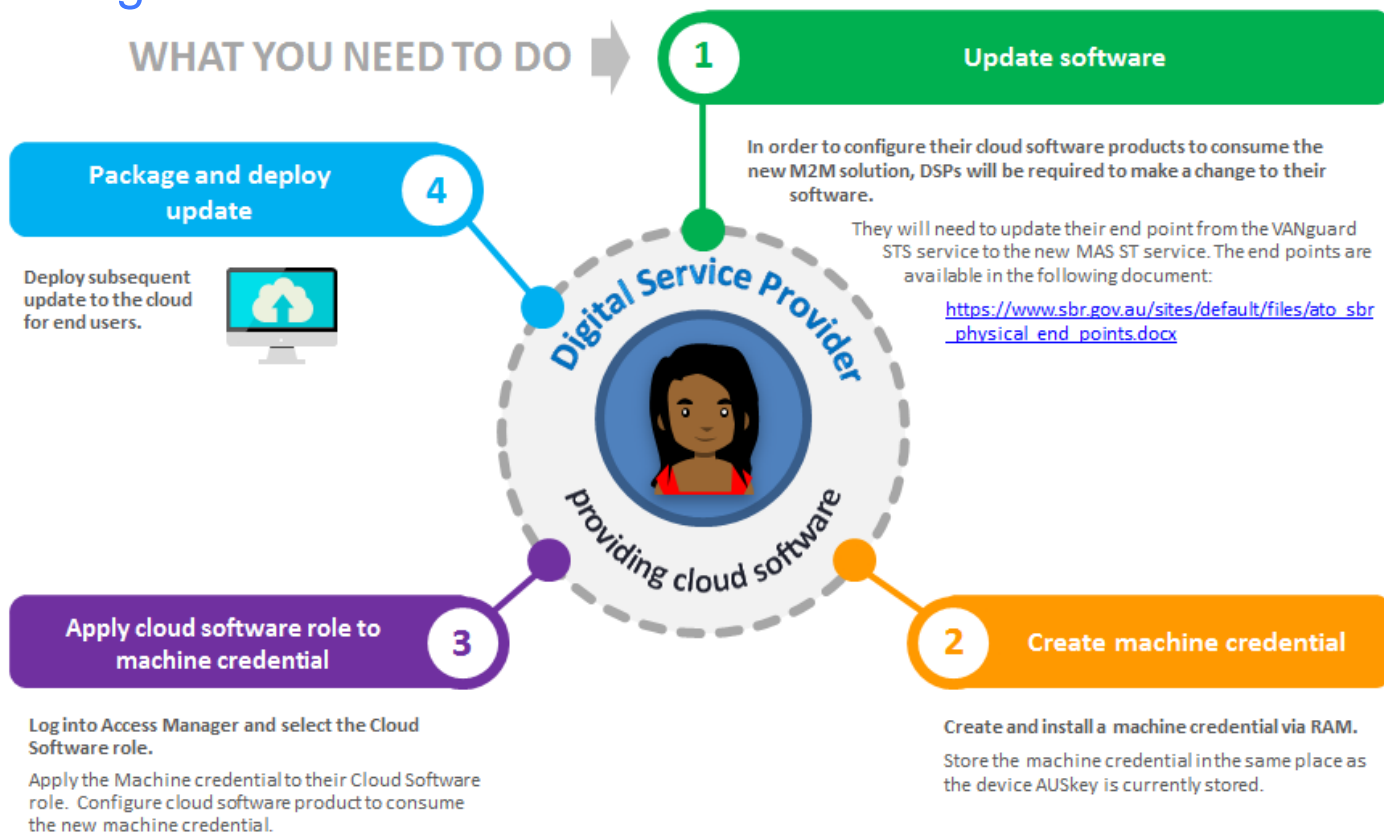 WHAT YOU NEED TO DO
1
Update software
In order to configure their cloud software products to consume the
new M2M solution, DSPs will be required to make a change to their
software.
They will need to update their end point from the VANguard
STS service to the new MAS ST service. The end points are
available in the following document:
https://www.sbr.gov.au/sites/default/files/ato_sbr
_physical_end_points.docx
Package and deploy
update
4
Deploy subsequent
update to the cloud
for end users.
Digital Service Provider
providing cloud software
Apply cloud software role to
machine credential
3
Log into Access Manager and select the Cloud
Software role.
Apply the Machine credential to their Cloud Software
role. Configure cloud software product to consume
the new machine credential.
2
Create machine credential
Create and install a machine credential via RAM.
Store the machine credential in the same place as
the device AUSkey is currently stored.